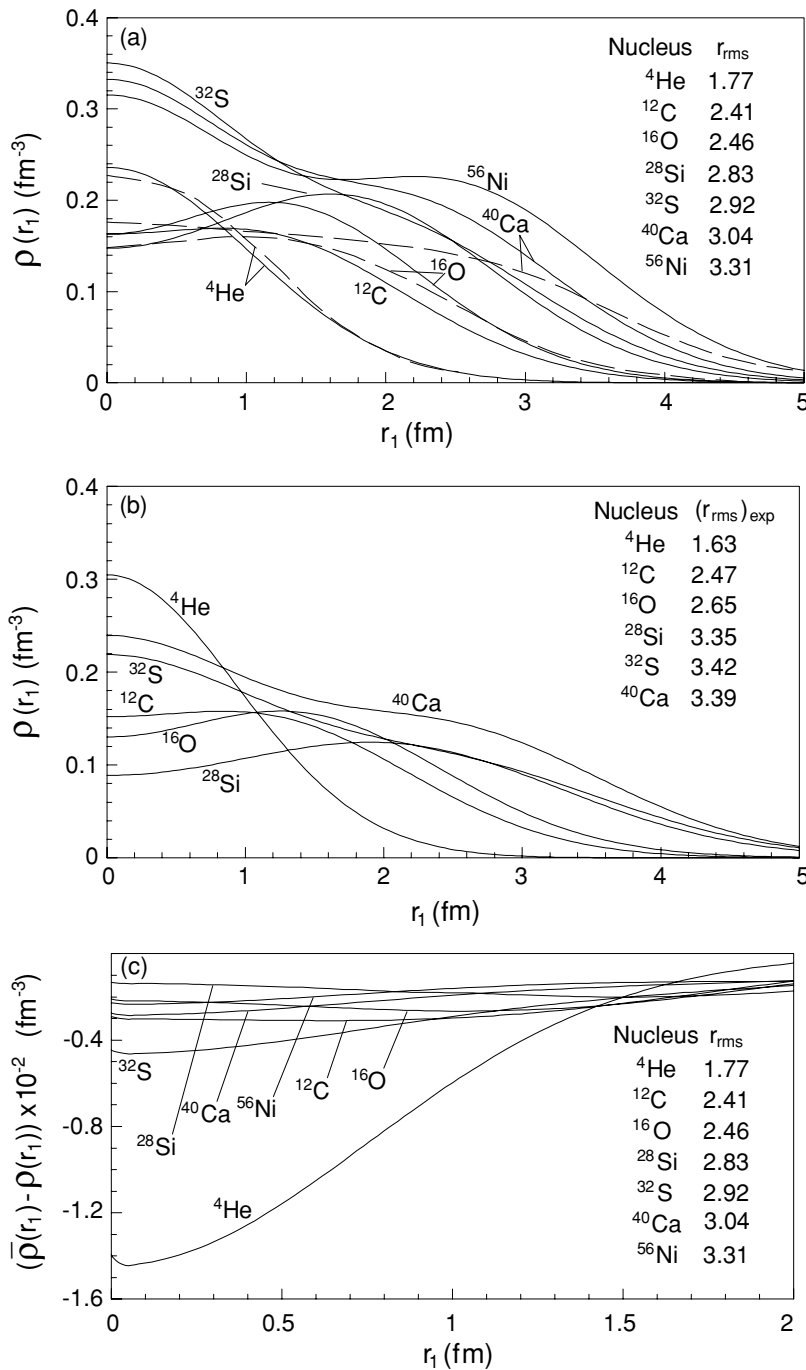 (a)
Nucleus r_rms
⁴He 1.77
¹²C 2.41
¹⁶O 2.46
²⁸Si 2.83
³²S 2.92
⁴⁰Ca 3.04
⁵⁶Ni 3.31
³²S
²⁸Si
⁵⁶Ni
⁴⁰Ca
¹⁶O
¹²C
⁴He
0.4
0.3
0.2
0.1
0
ρ(r₁) (fm⁻³)
0 1 2 3 4 5
r₁ (fm)
(b)
Nucleus (r_rms)_exp
⁴He 1.63
¹²C 2.47
¹⁶O 2.65
²⁸Si 3.35
³²S 3.42
⁴⁰Ca 3.39
⁴He
³²S
¹²C
¹⁶O
²⁸Si
⁴⁰Ca
0.4
0.3
0.2
0.1
0
ρ(r₁) (fm⁻³)
0 1 2 3 4 5
r₁ (fm)
(c)
³²S
²⁸Si
⁴⁰Ca
⁵⁶Ni
¹²C
¹⁶O
⁴He
Nucleus r_rms
⁴He 1.77
¹²C 2.41
¹⁶O 2.46
²⁸Si 2.83
³²S 2.92
⁴⁰Ca 3.04
⁵⁶Ni 3.31
-0.4
-0.8
-1.2
-1.6
(ρ̅(r₁) - ρ(r₁)) x10⁻² (fm⁻³)
0 0.5 1 1.5 2
r₁ (fm)